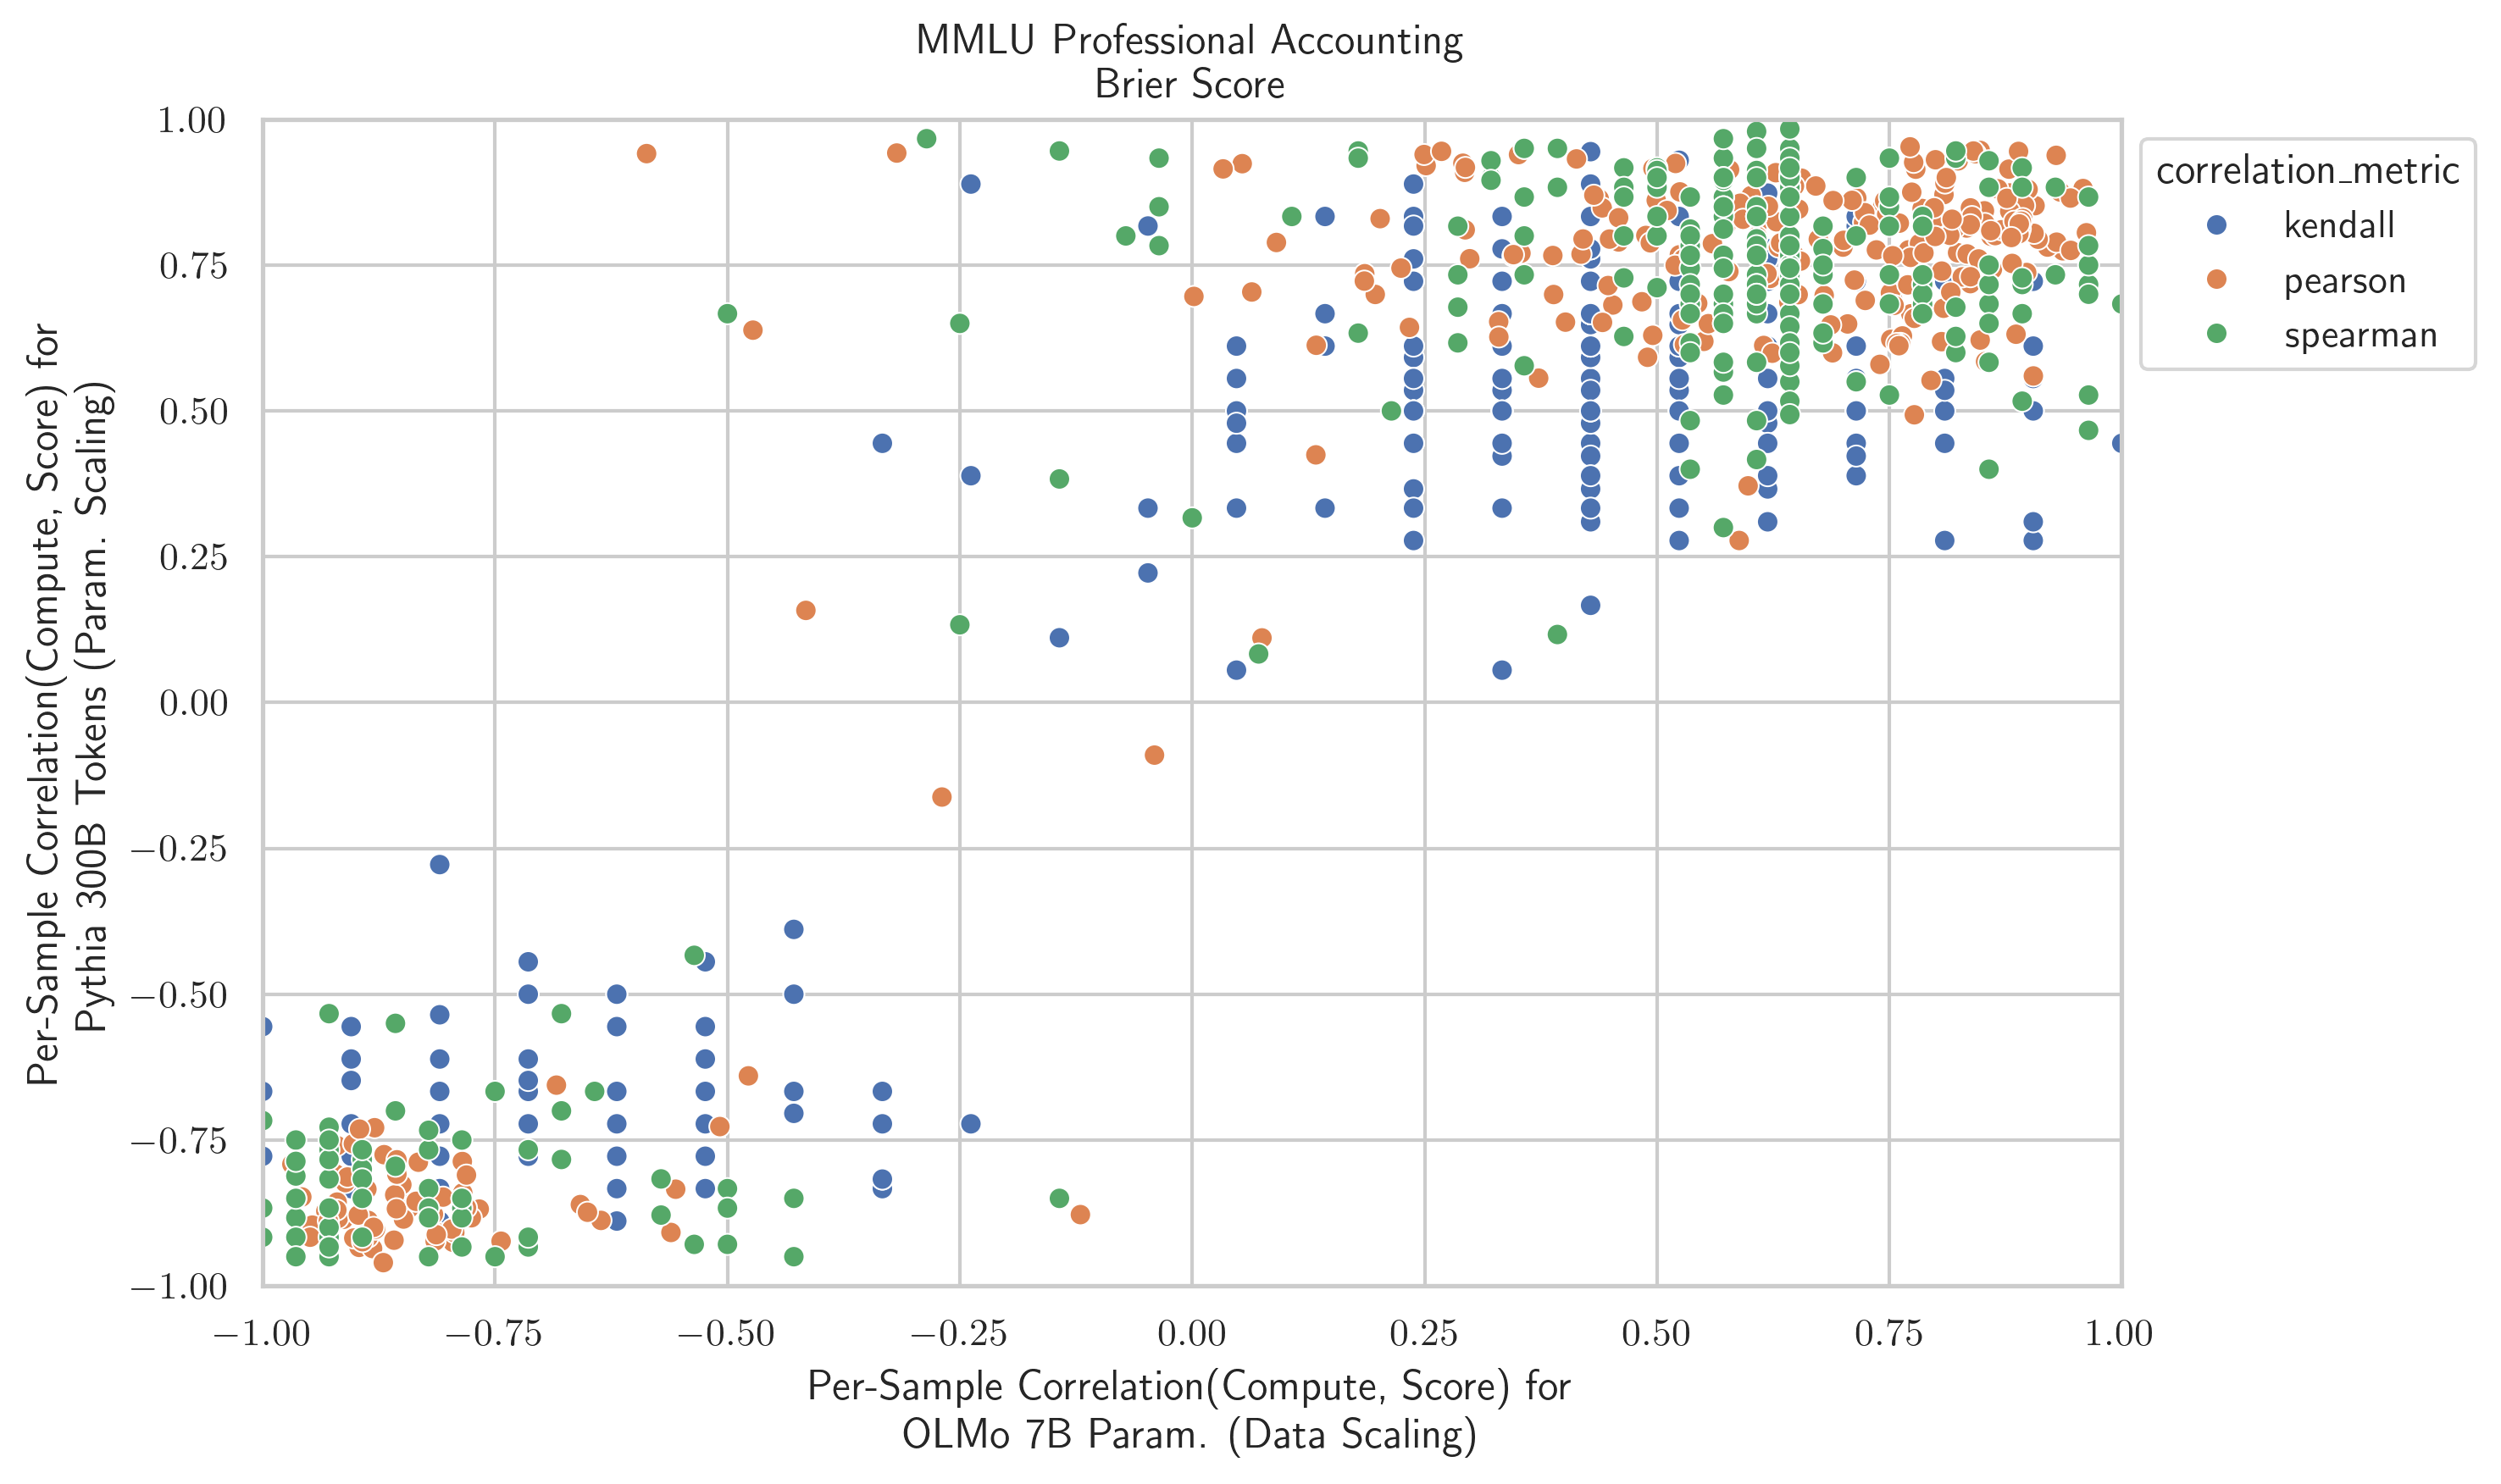 MMLU Professional Accounting
Brier Score
Per-Sample Correlation(Compute, Score) for
Pythia 300B Tokens (Param. Scaling)
1.00
0.75
0.50
0.25
0.00
−0.25
−0.50
−0.75
−1.00
−1.00 −0.75 −0.50 −0.25 0.00 0.25 0.50 0.75 1.00
Per-Sample Correlation(Compute, Score) for
OLMo 7B Param. (Data Scaling)
correlation_metric
kendall
pearson
spearman